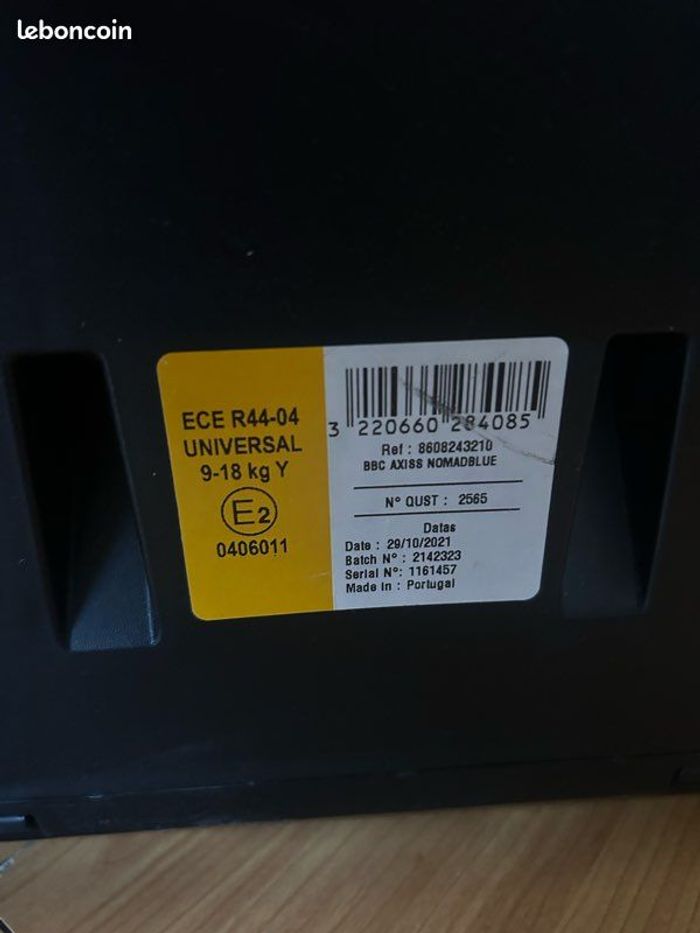 leboncoin
ECE R44-04
UNIVERSAL
9-18 kg Y
E2
0406011
3 220660 284085
Ref : 8608243210
BBC AXISS NOMADBLUE
N° QUST : 2565
Datas
Date : 29/10/2021
Batch N° : 2142323
Serial N°: 1161457
Made in : Portugal